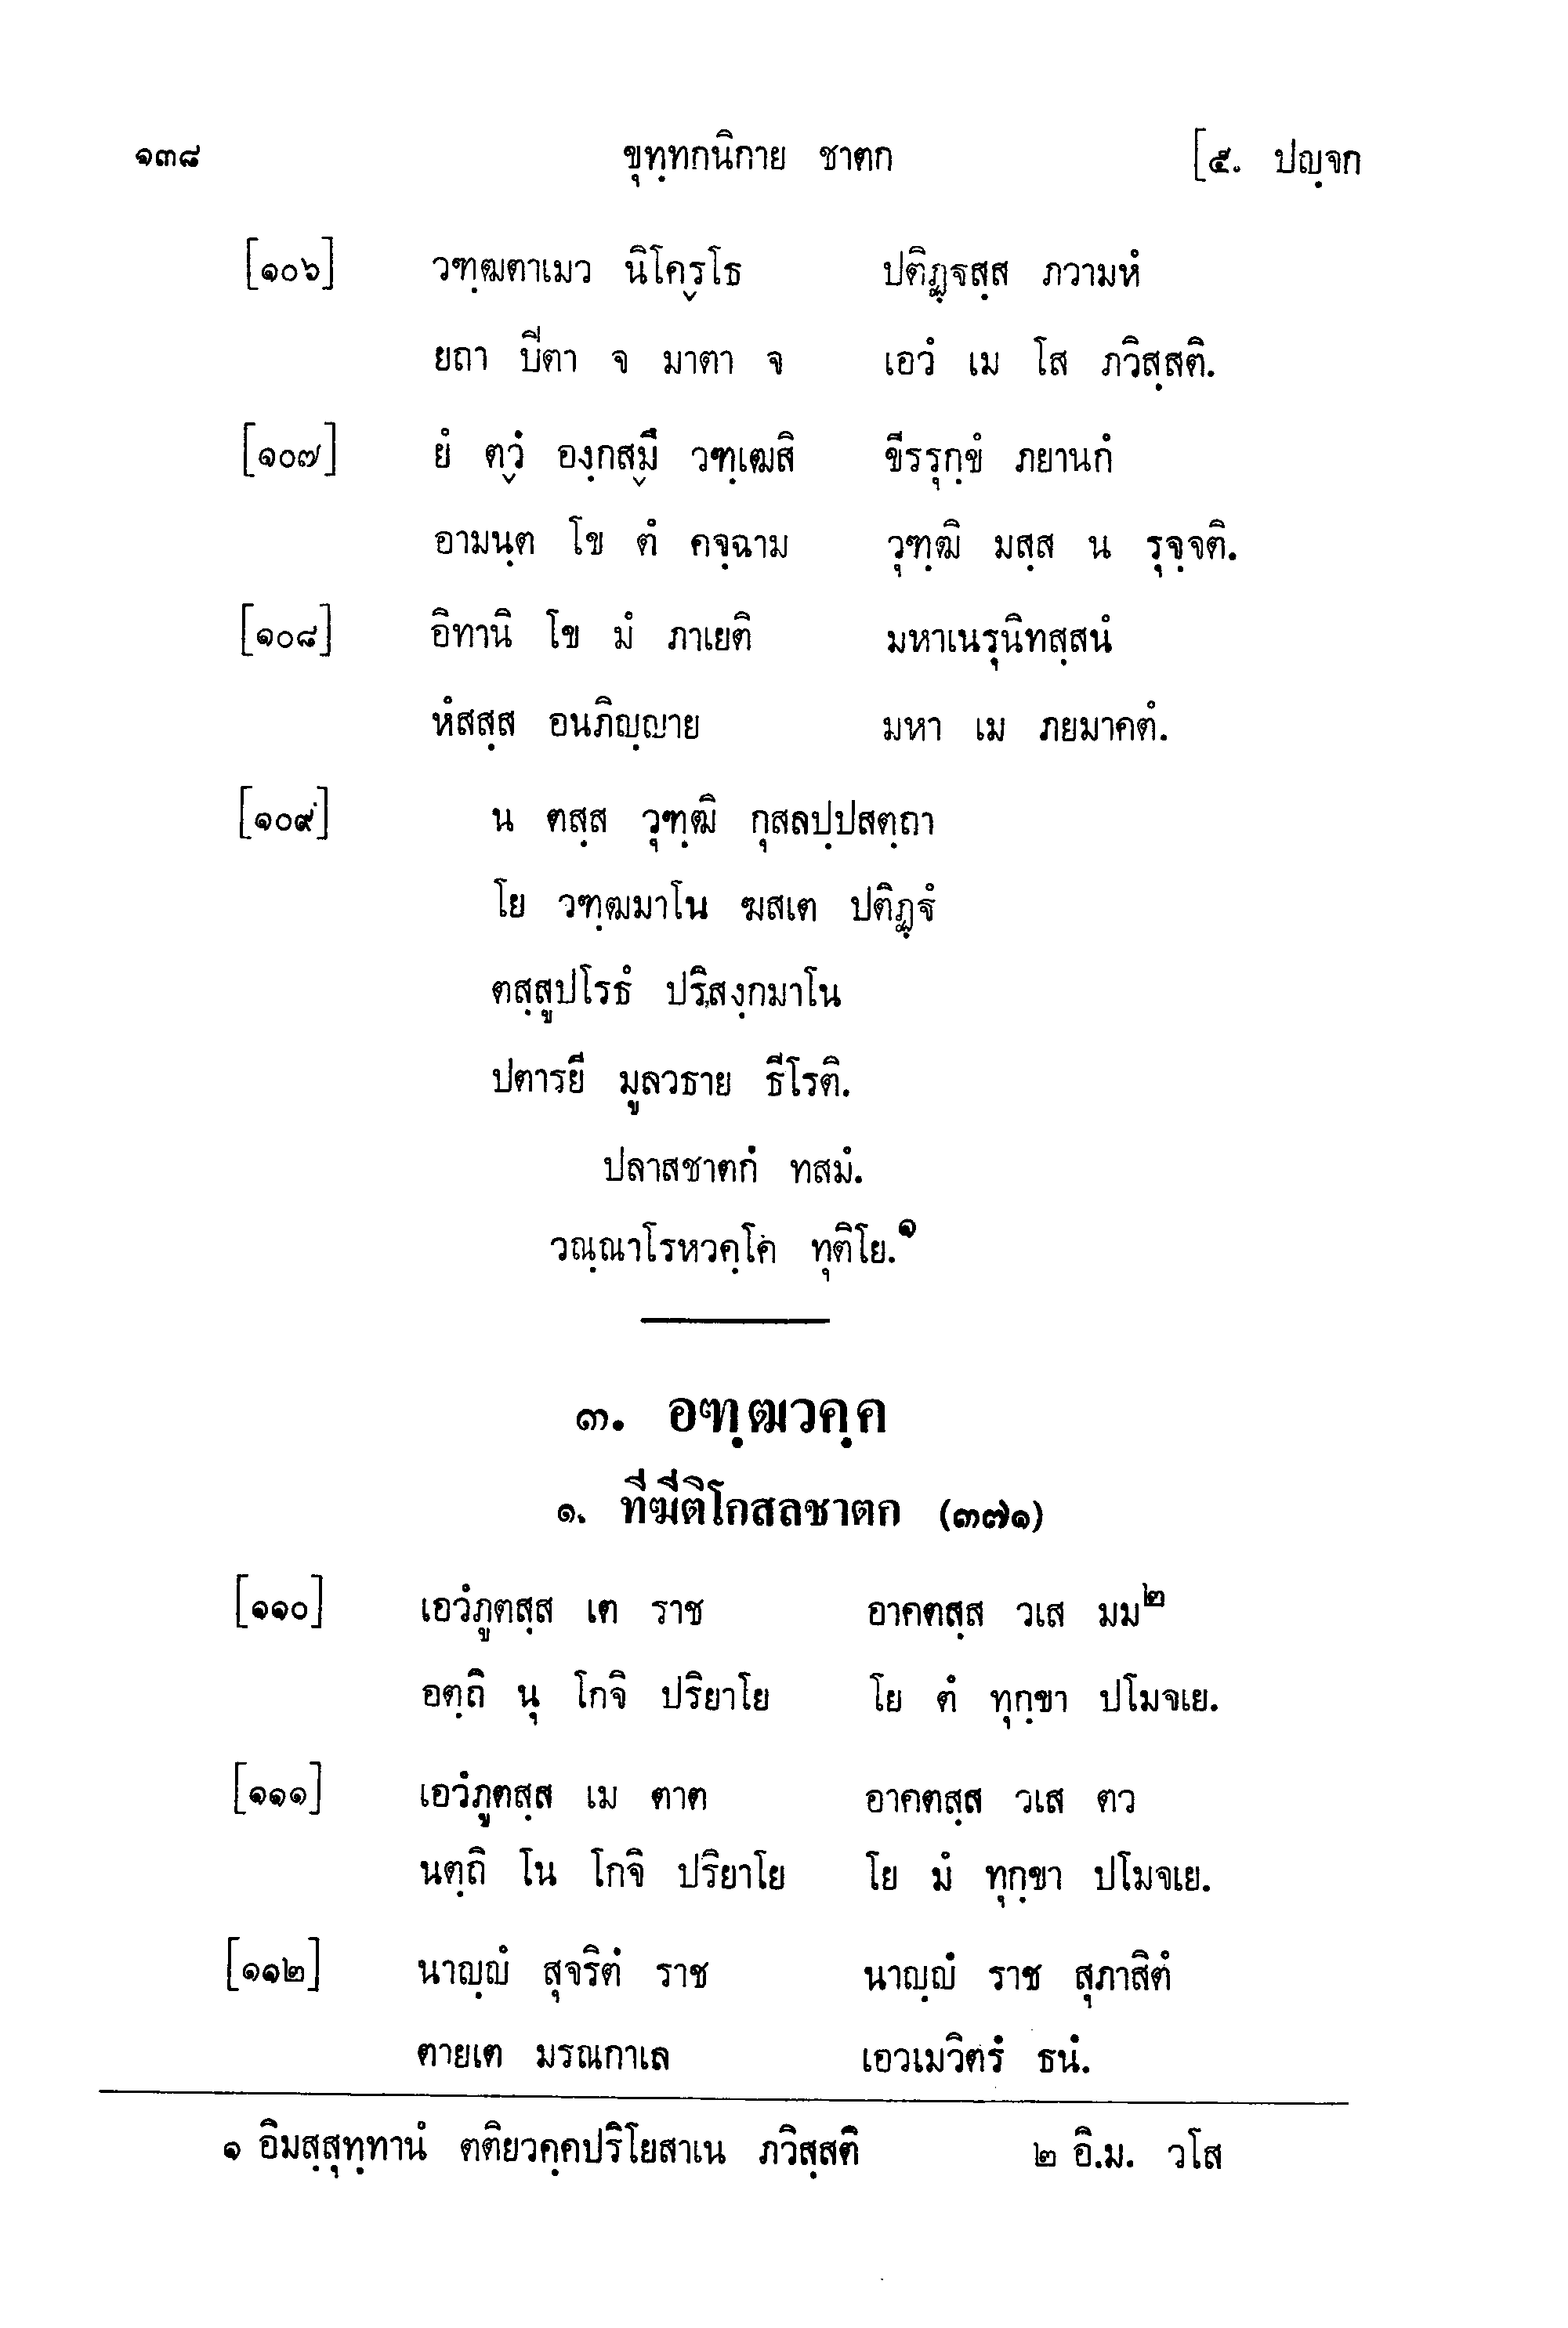 ๑๓๘ ขุทฺทกนิกาย ชาตก [๕. ปญฺจก
[๑๐๖] วฑฺฒตาเมว นิโคฺรโธ ปติฏฺฐสฺส ภวามหํ
ยถา ปีตา จ มาตา จ เอวํ เม โส ภวิสฺสติ.
[๑๐๗] ยํ ตฺวํ องฺกสฺมึ วฑฺเฒสิ ขีรรุกฺขํ ภยานกํ
อามนฺต โข ตํ คจฺฉาม วุฑฺฒิ มสฺส น รุจฺจติ.
[๑๐๘] อิทานิ โข มํ ภาเยติ มหาเนรุนิทสฺสนํ
หํสสฺส อนภิญฺญาย มหา เม ภยมาคตํ.
[๑๐๙] น ตสฺส วุฑฺฒิ กุสลปฺปสตฺถา
โย วฑฺฒมาโน ฆสเต ปติฏฺฐํ
ตสฺสูปโรธํ ปริสงฺกมาโน
ปตารยี มูลวธาย ธีโรติ.
ปลาสชาตกํ ทสมํ.
วณฺณาโรหวคฺโค ทุติโย.๑
๓. อฑฺฒวคฺค
๑. ทีฆีติโกสลชาตก (๓๗๑)
[๑๑๐] เอวํภูตสฺส เต ราช อาคตสฺส วเส มม๒
อตฺถิ นุ โกจิ ปริยาโย โย ตํ ทุกฺขา ปโมจเย.
[๑๑๑] เอวํภูตสฺส เม ตาต อาคตสฺส วเส ตว
นตฺถิ โน โกจิ ปริยาโย โย มํ ทุกฺขา ปโมจเย.
[๑๑๒] นาญฺญํ สุจริตํ ราช นาญฺญํ ราช สุภาสิตํ
ตายเต มรณกาเล เอวเมวิตรํ ธนํ.
๑ อิมสฺสุทฺทานํ ตติยวคฺคปริโยสาเน ภวิสฺสติ ๒ อิ.ม. วโส